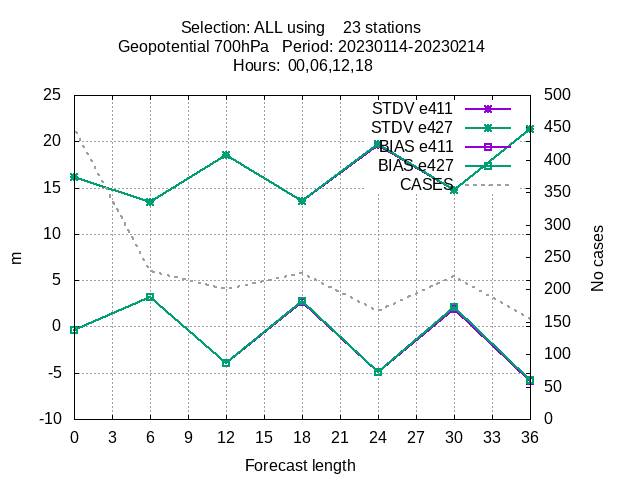 Selection: ALL using    23 stations
Geopotential 700hPa   Period: 20230114-20230214
Hours:  00,06,12,18
STDV e411
STDV e427
BIAS e411
BIAS e427
CASES
25
20
15
10
5
0
-5
-10
m
500
450
400
350
300
250
200
150
100
50
0
No cases
0 3 6 9 12 15 18 21 24 27 30 33 36
Forecast length